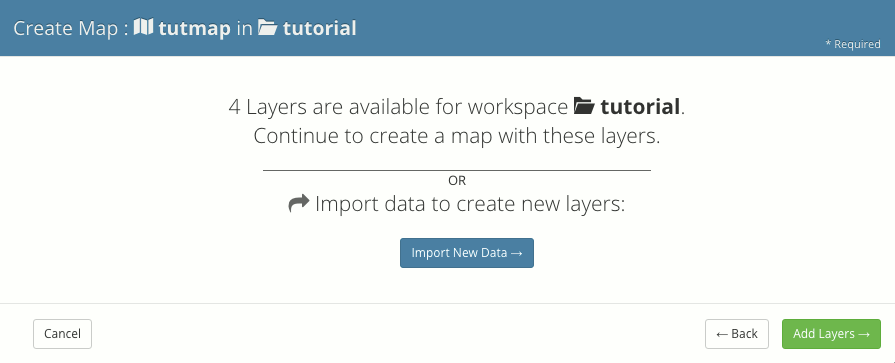 Create Map : tutmap in tutorial
* Required
4 Layers are available for workspace tutorial.
Continue to create a map with these layers.
OR
Import data to create new layers:
Import New Data →
Cancel
← Back
Add Layers →